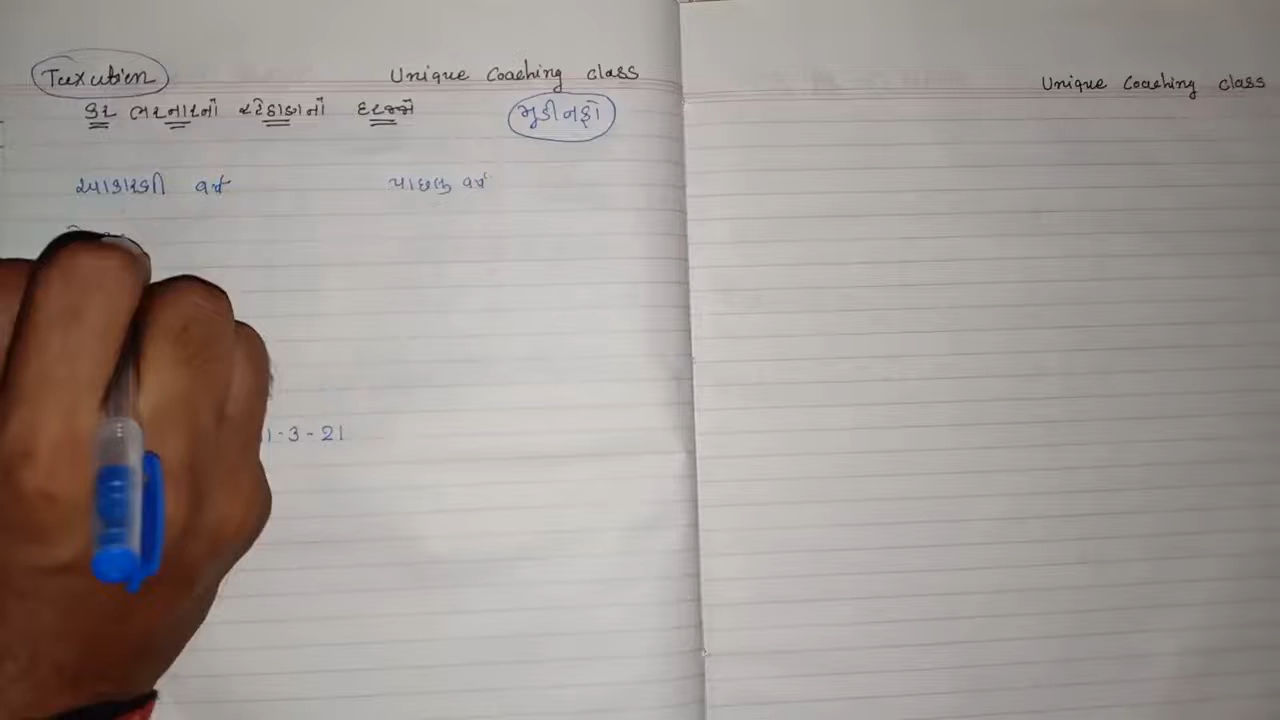 Taxation
Unique Coaching Class
કર ભરનારનો રહેઠાણનો દરજ્જો
મુડીનફો
આકારણી વર્ષ
પાછલુ વર્ષ
1-3-21
Unique Coaching Class